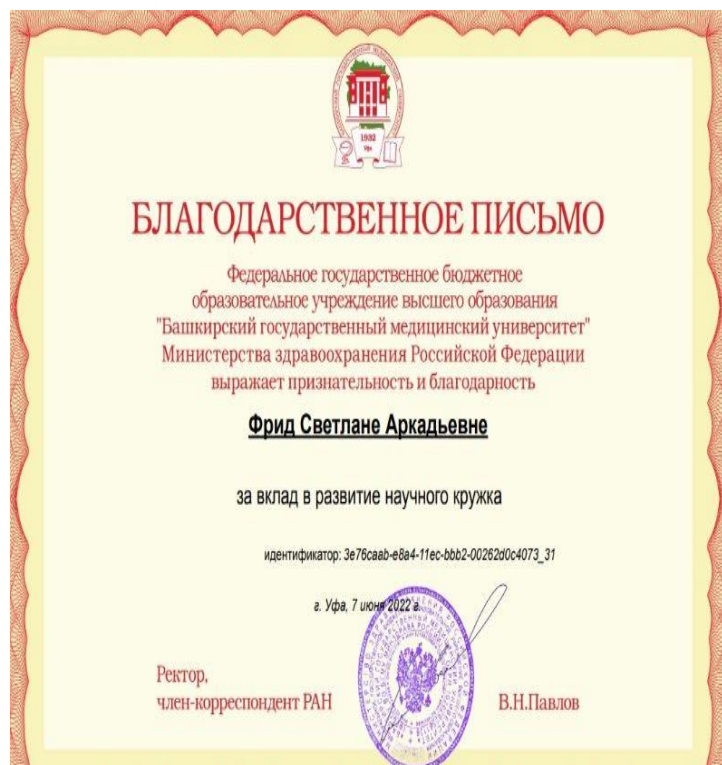 1932
Уфа
БЛАГОДАРСТВЕННОЕ ПИСЬМО
Федеральное государственное бюджетное
образовательное учреждение высшего образования
"Башкирский государственный медицинский университет"
Министерства здравоохранения Российской Федерации
выражает признательность и благодарность
Фрид Светлане Аркадьевне
за вклад в развитие научного кружка
идентификатор: 3e76caab-e8a4-11ec-bbb2-00262d0c4073_31
г. Уфа, 7 июня 2022 г.
Ректор,
член-корреспондент РАН
В.Н.Павлов